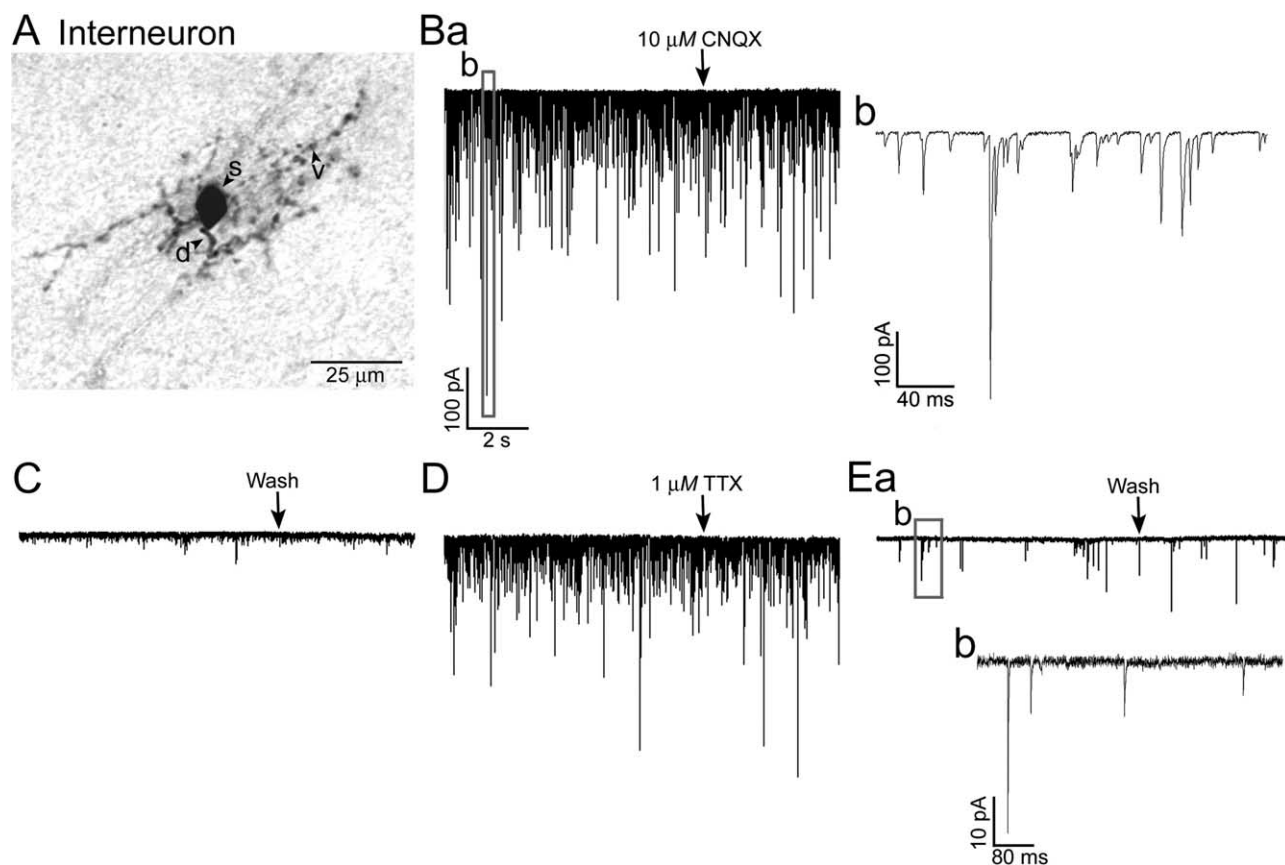 A Interneuron
s
v
d
25 μm
Ba
b
10 μM CNQX
100 pA
2 s
b
100 pA
40 ms
C
Wash
D
1 μM TTX
Ea
b
Wash
b
10 pA
80 ms